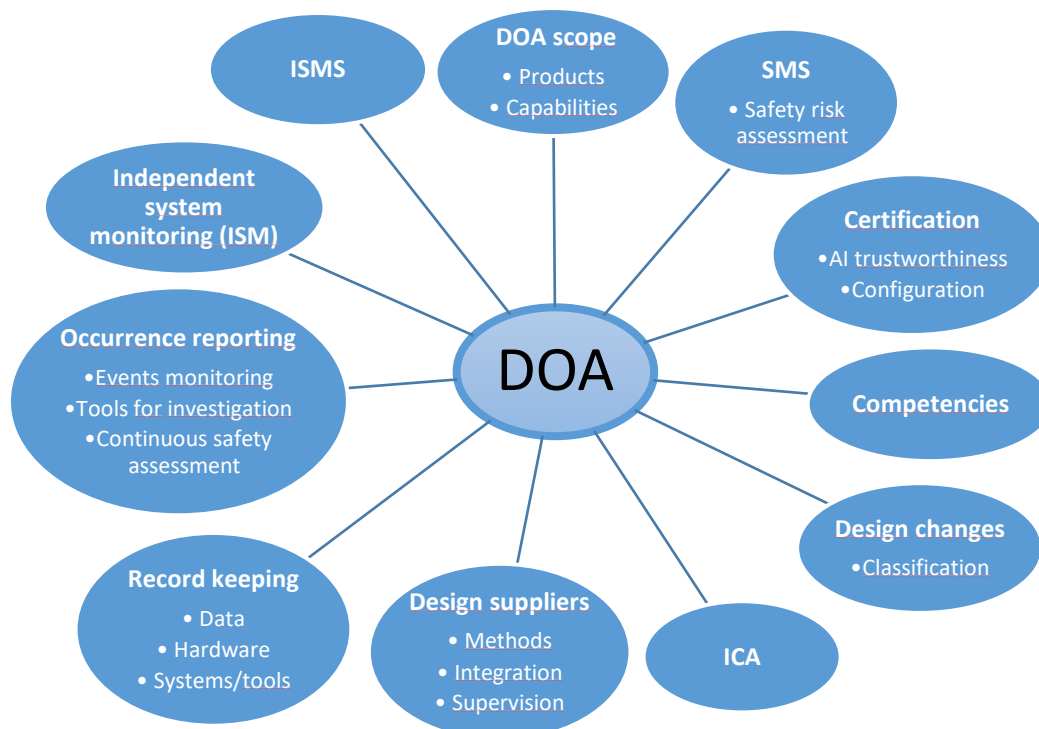 ISMS
DOA scope
• Products
• Capabilities
SMS
• Safety risk
assessment
Independent
system
monitoring (ISM)
Certification
•AI trustworthiness
•Configuration
Occurrence reporting
•Events monitoring
•Tools for investigation
•Continuous safety
assessment
DOA
Competencies
Design changes
•Classification
Record keeping
• Data
• Hardware
• Systems/tools
Design suppliers
• Methods
• Integration
• Supervision
ICA